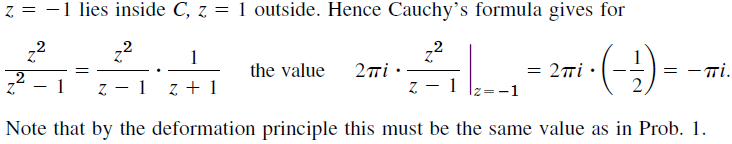 z = −1 lies inside C, z = 1 outside. Hence Cauchy's formula gives for
z²/(z² − 1) = z²/(z − 1) · 1/(z + 1) the value 2πi · z²/(z − 1) |z=−1 = 2πi · (−1/2) = −πi.
Note that by the deformation principle this must be the same value as in Prob. 1.